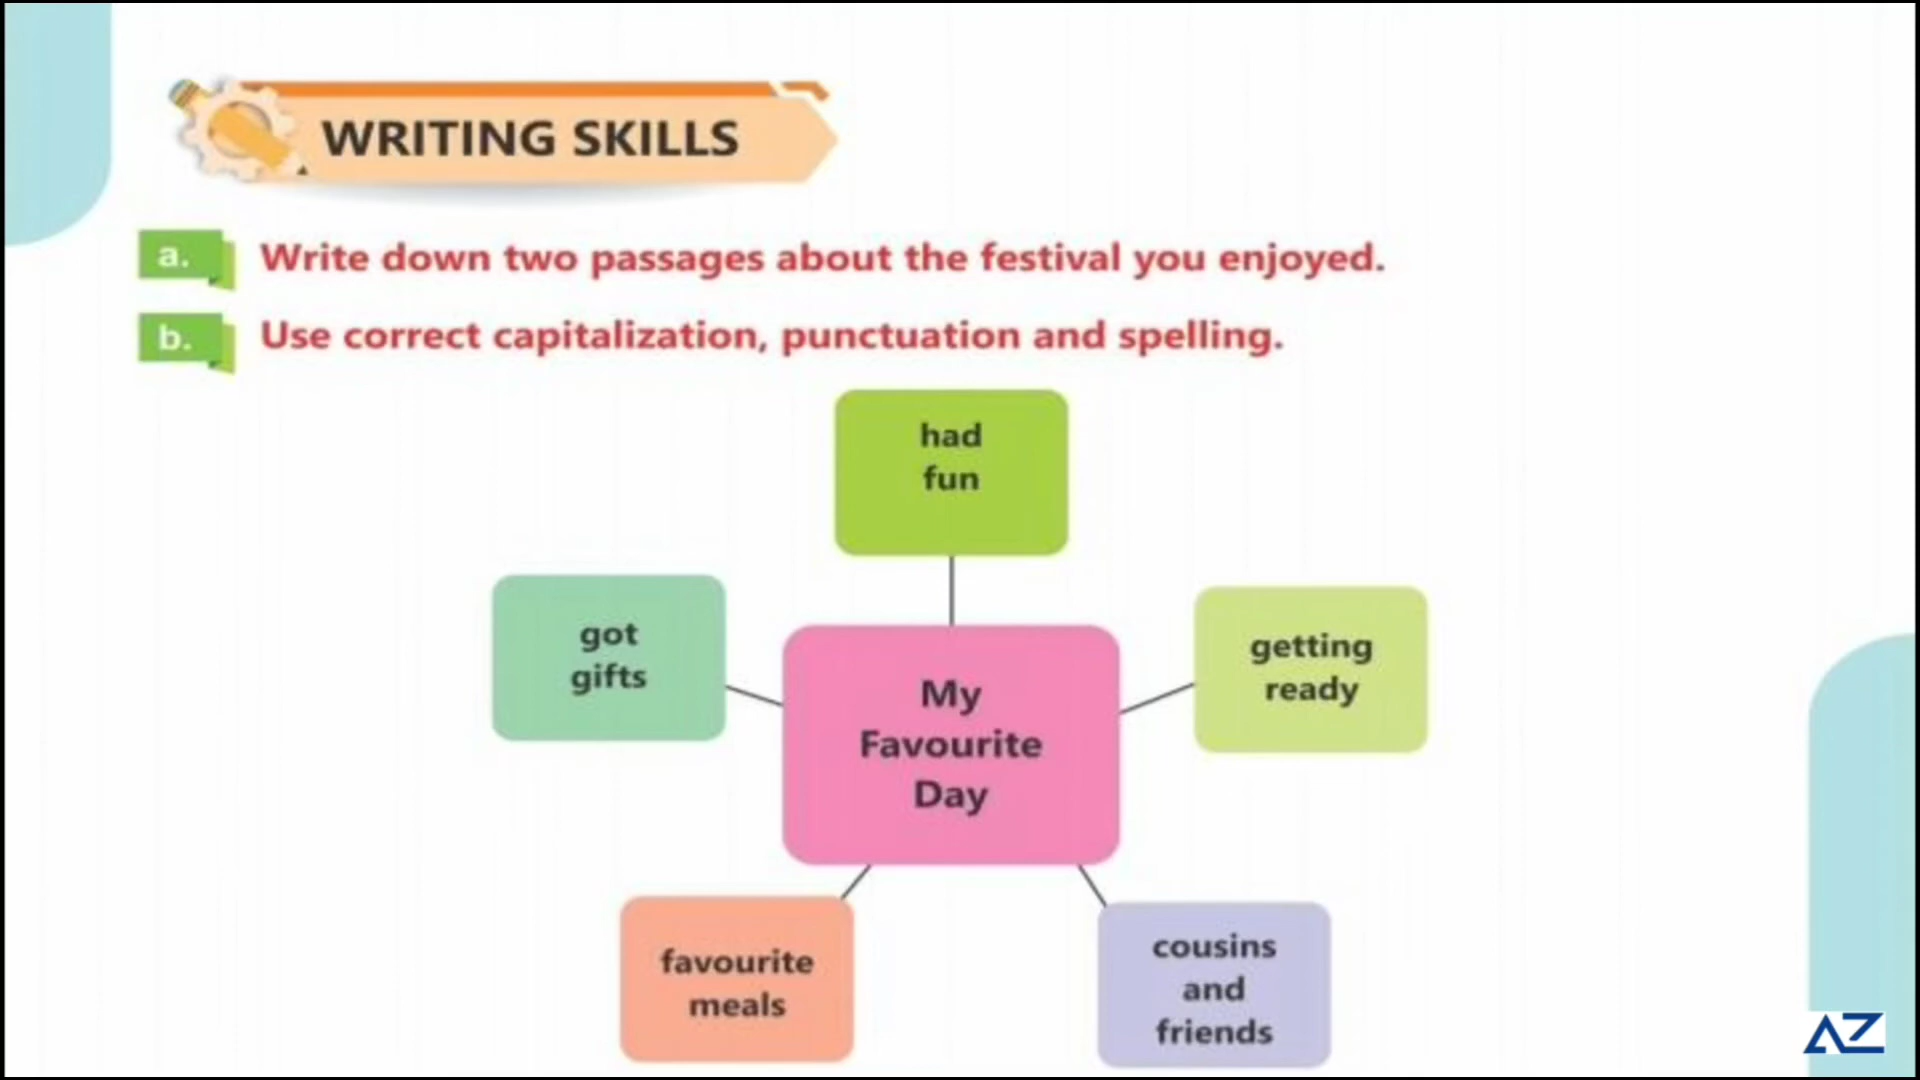 WRITING SKILLS
a. Write down two passages about the festival you enjoyed.
b. Use correct capitalization, punctuation and spelling.
had
fun
got
gifts
getting
ready
My
Favourite
Day
favourite
meals
cousins
and
friends
AZ